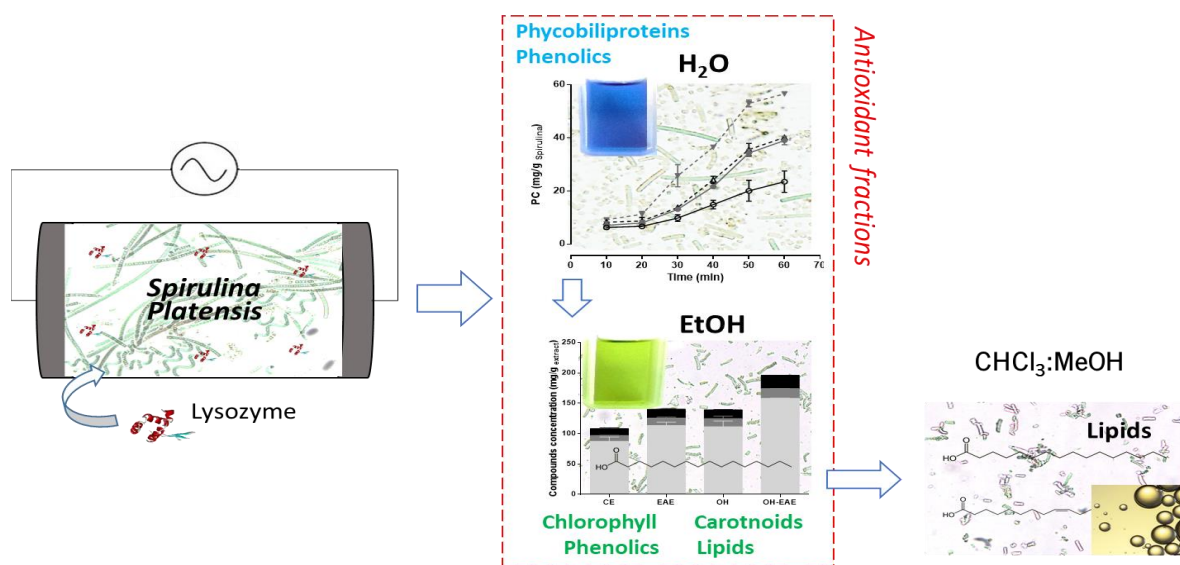 Spirulina
Platensis
Lysozyme
Phycobiliproteins
Phenolics
H₂O
PC (mg/g Spirulina)
60
40
20
0
0 10 20 30 40 50 60 70
Time (min)
EtOH
Compounds concentration (mg/g extract)
250
200
150
100
50
0
HO
O
CE EAE OH OH-EAE
Chlorophyll Carotnoids
Phenolics Lipids
Antioxidant fractions
CHCl₃:MeOH
Lipids
HO
O
HO
O